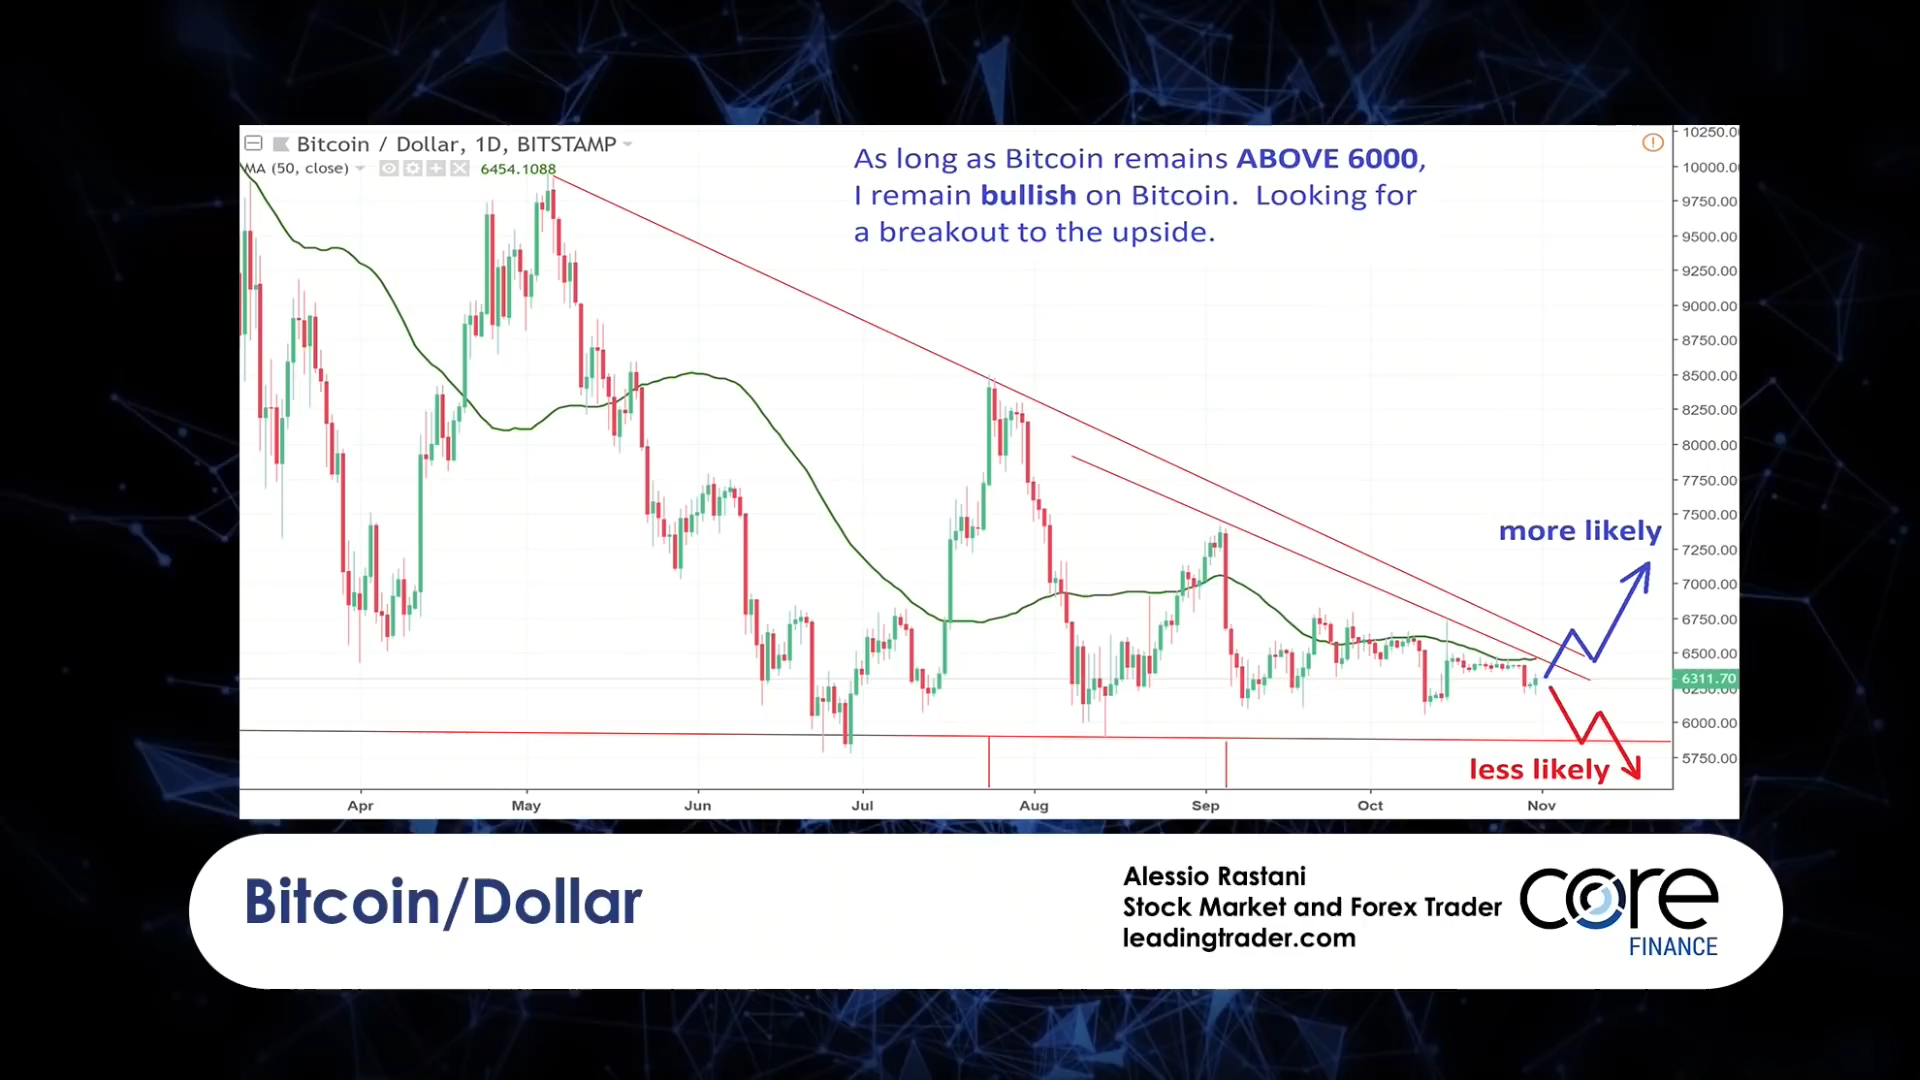 Bitcoin / Dollar, 1D, BITSTAMP
MA (50, close) 6454.1088
As long as Bitcoin remains ABOVE 6000,
I remain bullish on Bitcoin. Looking for
a breakout to the upside.
10250.0
10000.0
9750.00
9500.00
9250.00
9000.00
8750.00
8500.00
8250.00
8000.00
7750.00
7500.00
more likely
7250.00
7000.00
6750.00
6500.00
6311.70
6250.00
6000.00
5750.00
less likely
Apr May Jun Jul Aug Sep Oct Nov
Bitcoin/Dollar
Alessio Rastani
Stock Market and Forex Trader
leadingtrader.com
core
FINANCE